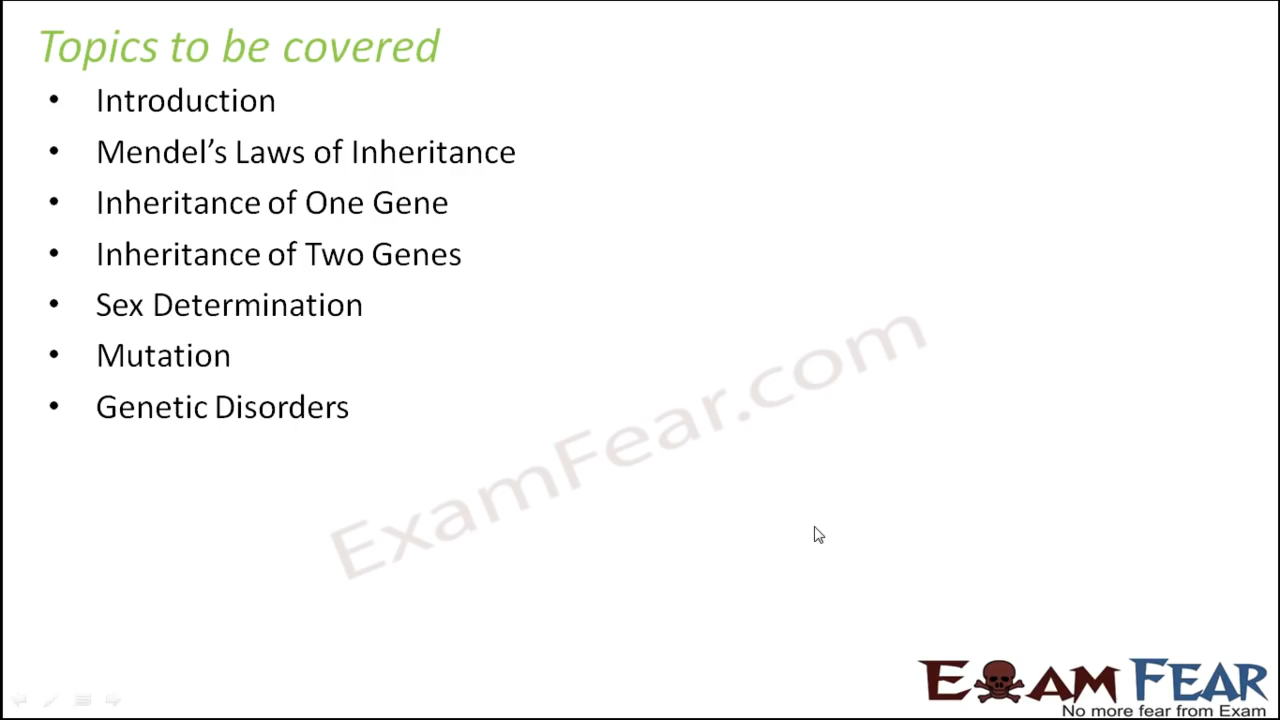 Topics to be covered
• Introduction
• Mendel’s Laws of Inheritance
• Inheritance of One Gene
• Inheritance of Two Genes
• Sex Determination
• Mutation
• Genetic Disorders
ExamFear.com
EXAM FEAR
No more fear from Exam